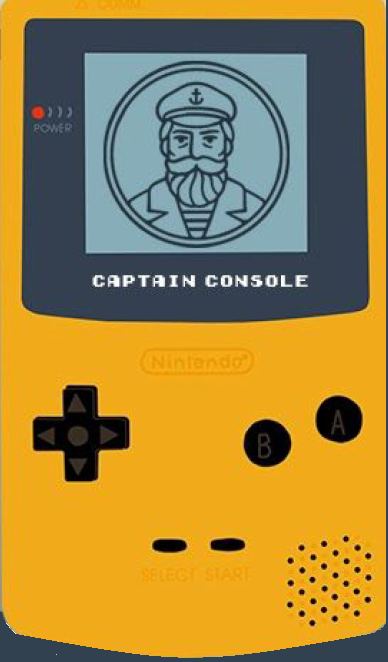 COMM.
POWER
CAPTAIN CONSOLE
Nintendo®
A
B
SELECT START